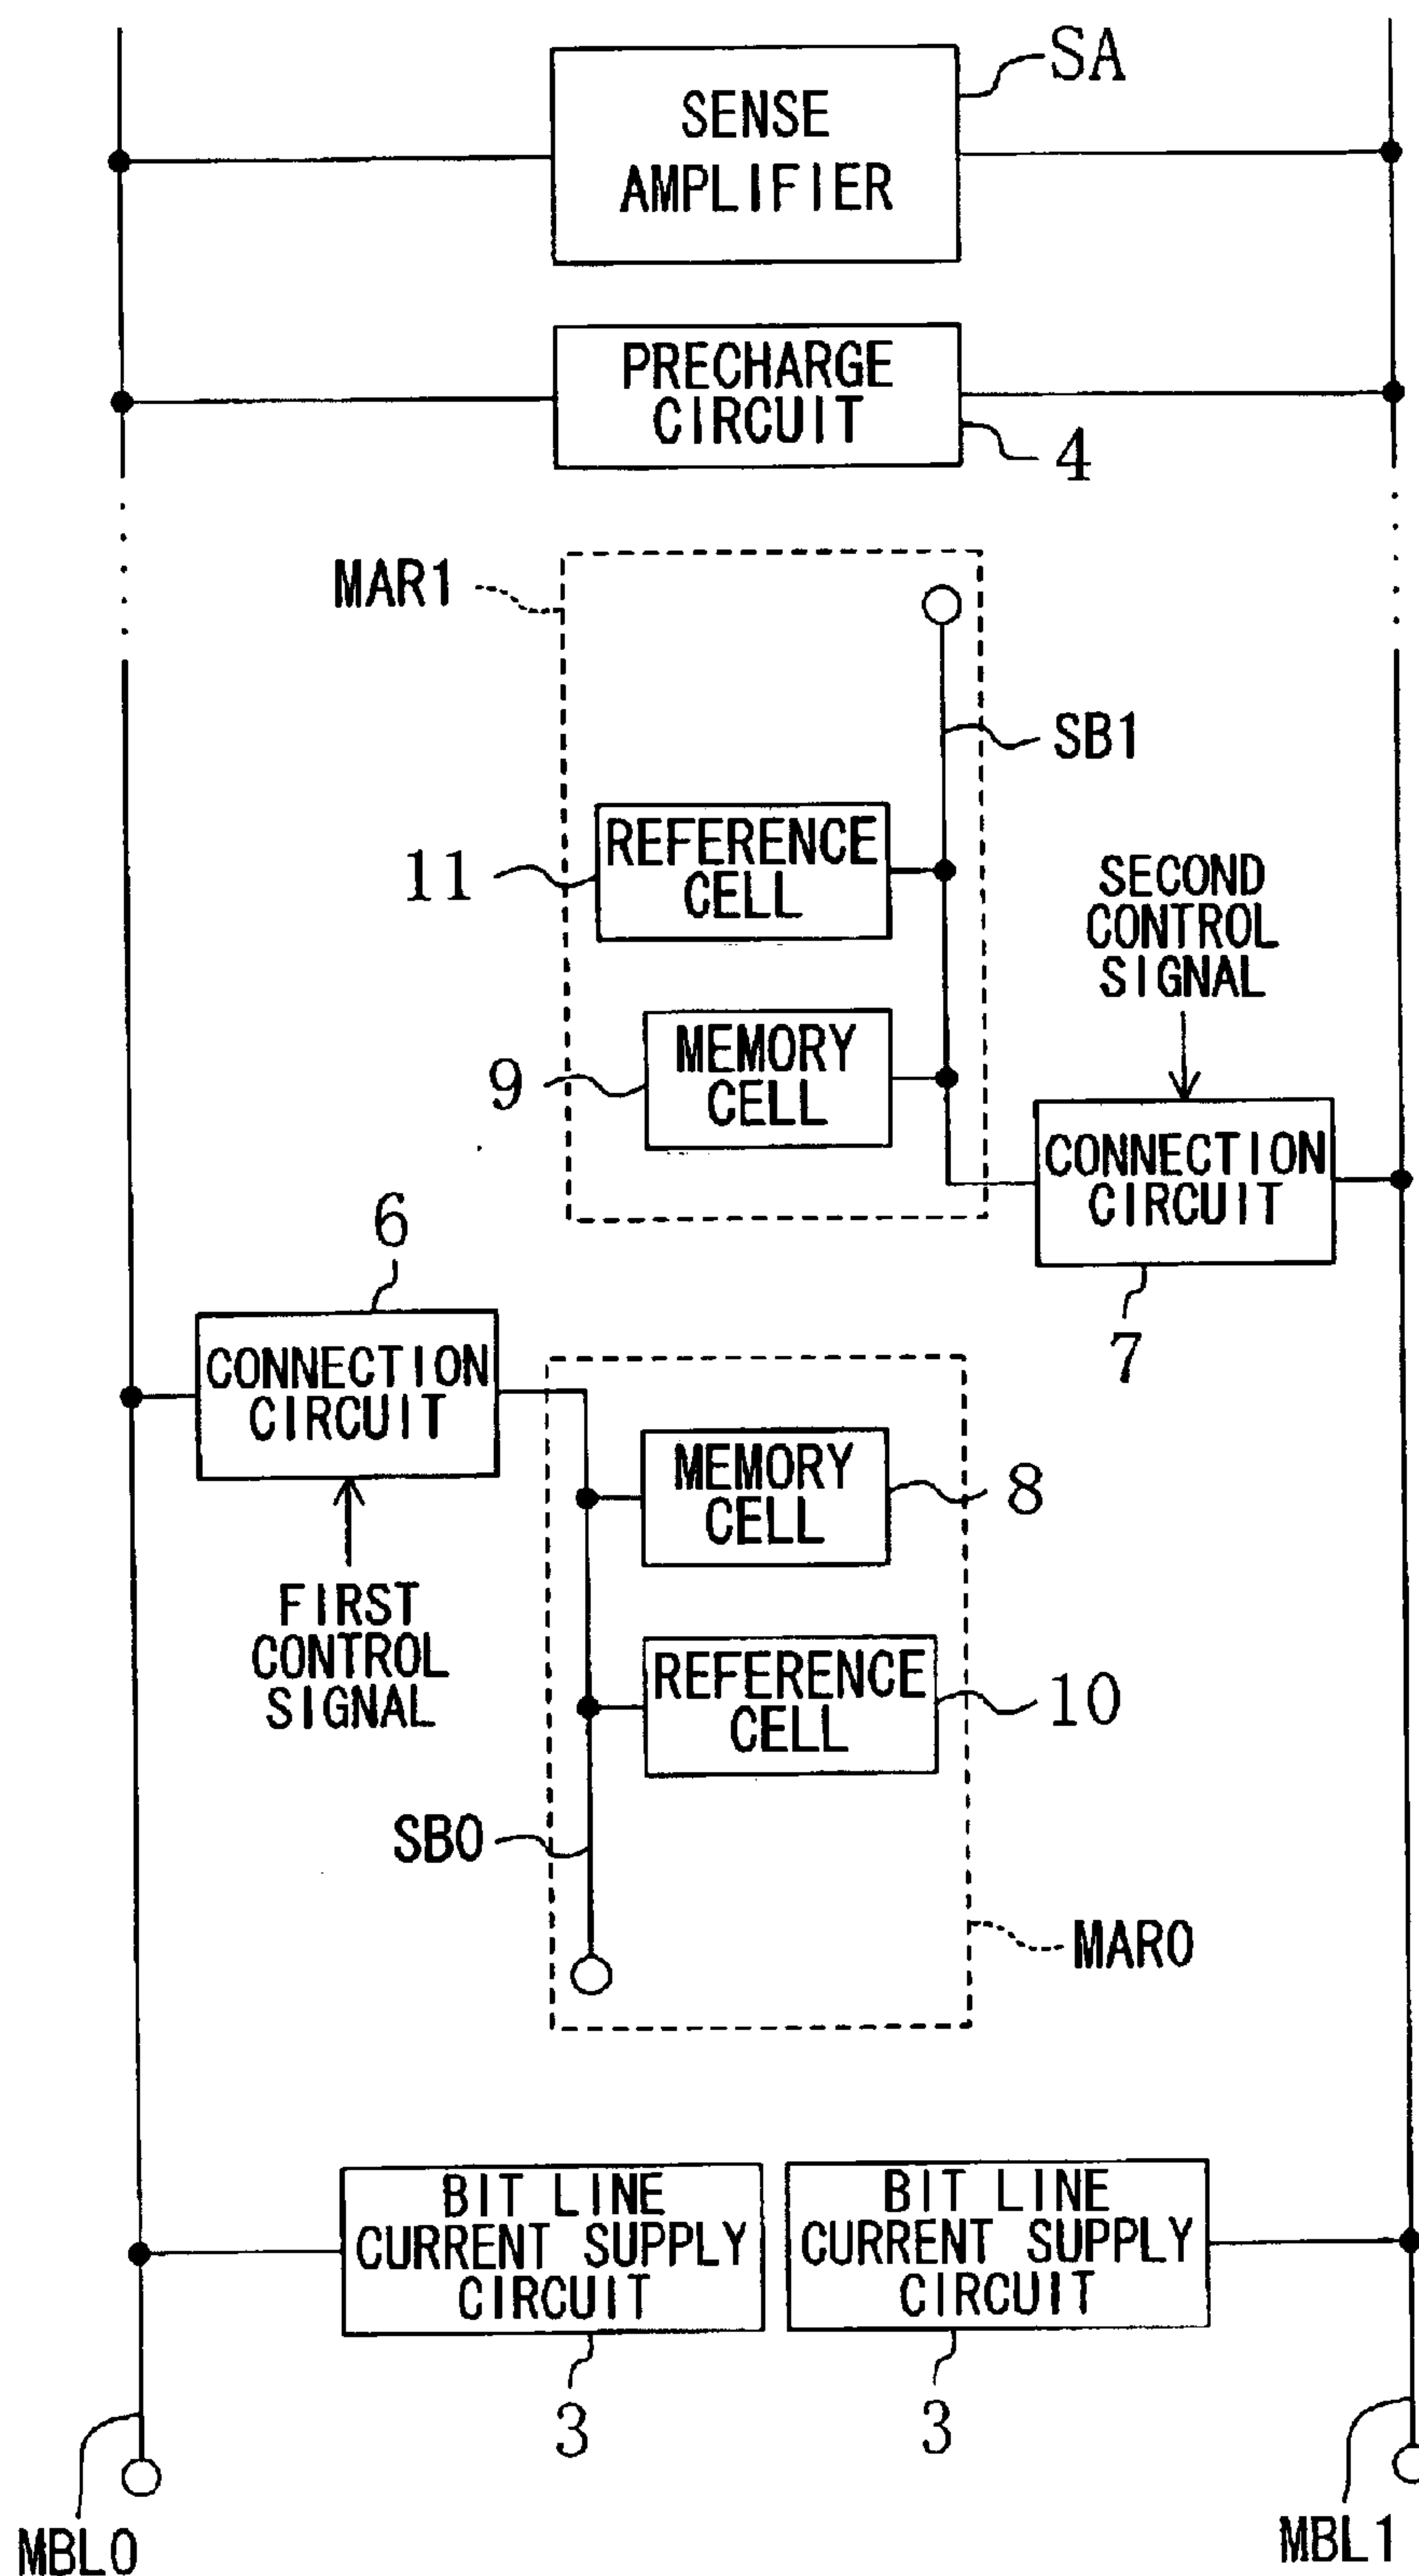 SA
SENSE
AMPLIFIER
PRECHARGE
CIRCUIT
4
MAR1
SB1
REFERENCE
CELL
11
SECOND
CONTROL
SIGNAL
MEMORY
CELL
9
CONNECTION
CIRCUIT
6
7
CONNECTION
CIRCUIT
MEMORY
CELL
8
FIRST
CONTROL
SIGNAL
REFERENCE
CELL
10
SB0
MAR0
BIT LINE
CURRENT SUPPLY
CIRCUIT
BIT LINE
CURRENT SUPPLY
CIRCUIT
3
3
MBL0
MBL1